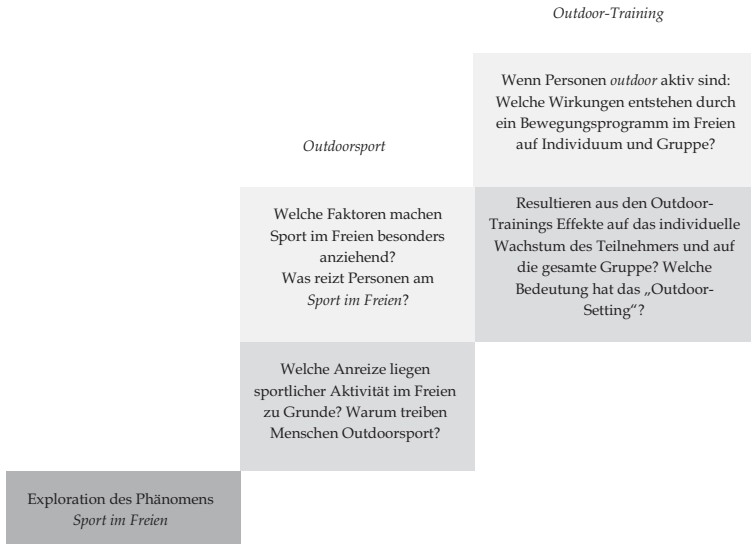 Outdoor-Training
Wenn Personen outdoor aktiv sind:
Welche Wirkungen entstehen durch
ein Bewegungsprogramm im Freien
auf Individuum und Gruppe?
Outdoorsport
Welche Faktoren machen
Sport im Freien besonders
anziehend?
Was reizt Personen am
Sport im Freien?
Resultieren aus den Outdoor-
Trainings Effekte auf das individuelle
Wachstum des Teilnehmers und auf
die gesamte Gruppe? Welche
Bedeutung hat das „Outdoor-
Setting“?
Welche Anreize liegen
sportlicher Aktivität im Freien
zu Grunde? Warum treiben
Menschen Outdoorsport?
Exploration des Phänomens
Sport im Freien